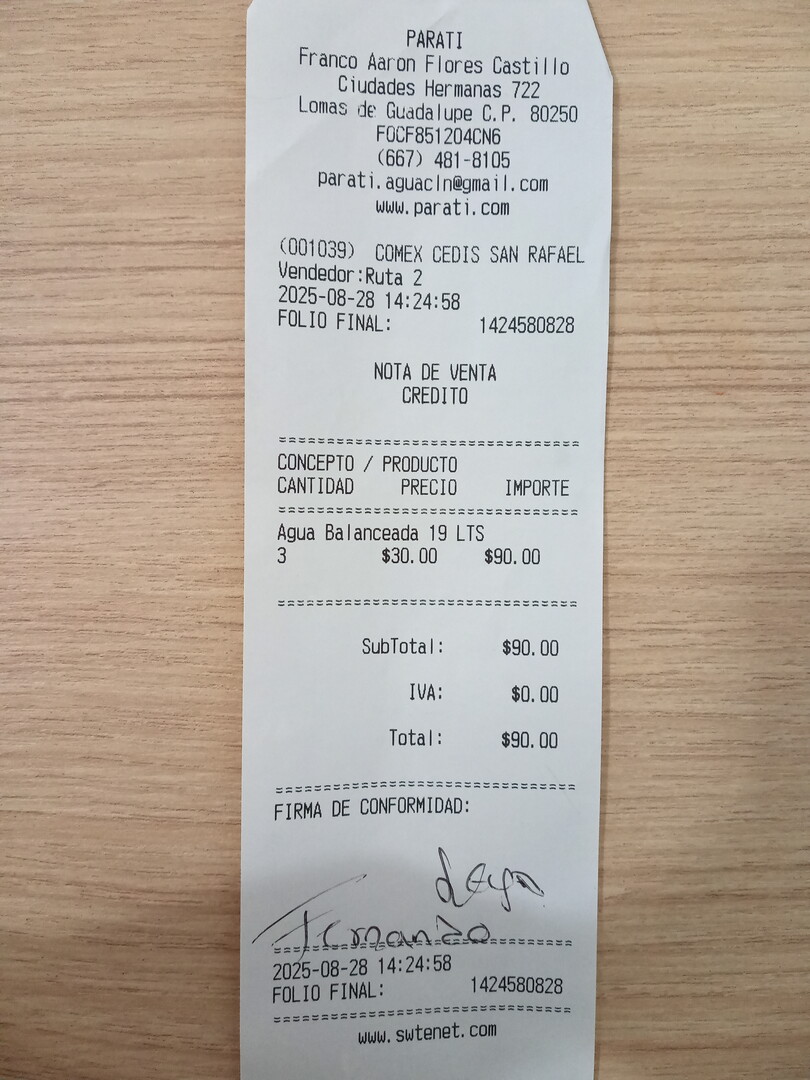 PARATI
Franco Aaron Flores Castillo
Ciudades Hermanas 722
Lomas de Guadalupe C.P. 80250
FOCF851204CN6
(667) 481-8105
parati.aguacln@gmail.com
www.parati.com
(001039) COMEX CEDIS SAN RAFAEL
Vendedor:Ruta 2
2025-08-28 14:24:58
FOLIO FINAL: 1424580828
NOTA DE VENTA
CREDITO
===============================
CONCEPTO / PRODUCTO
CANTIDAD PRECIO IMPORTE
===============================
Agua Balanceada 19 LTS
3 $30.00 $90.00
===============================
SubTotal: $90.00
IVA: $0.00
Total: $90.00
===============================
FIRMA DE CONFORMIDAD:
Fernando
===============================
2025-08-28 14:24:58
FOLIO FINAL: 1424580828
===============================
www.swtenet.com